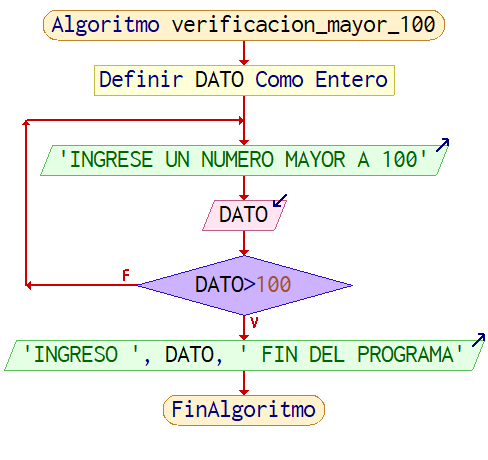 Algoritmo verificacion_mayor_100
Definir DATO Como Entero
'INGRESE UN NUMERO MAYOR A 100'
DATO
F
DATO>100
V
'INGRESO ', DATO, ' FIN DEL PROGRAMA'
FinAlgoritmo